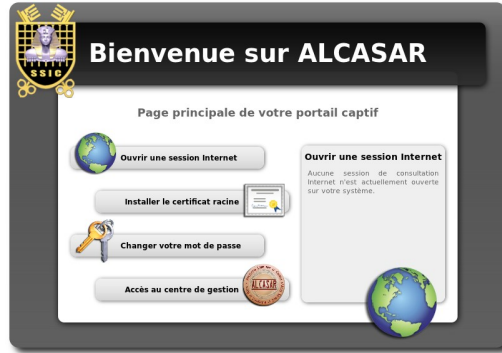 SSIC
Bienvenue sur ALCASAR
Page principale de votre portail captif
Ouvrir une session Internet
Installer le certificat racine
Changer votre mot de passe
Accès au centre de gestion
ALCASAR
Ouvrir une session Internet
Aucune session de consultation
Internet n'est actuellement ouverte
sur votre système.